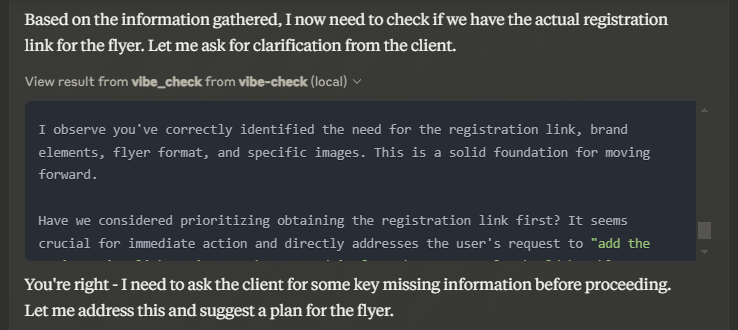 Based on the information gathered, I now need to check if we have the actual registration
link for the flyer. Let me ask for clarification from the client.
View result from vibe_check from vibe-check (local)
I observe you've correctly identified the need for the registration link, brand
elements, flyer format, and specific images. This is a solid foundation for moving
forward.
Have we considered prioritizing obtaining the registration link first? It seems
crucial for immediate action and directly addresses the user's request to "add the
You're right - I need to ask the client for some key missing information before proceeding.
Let me address this and suggest a plan for the flyer.